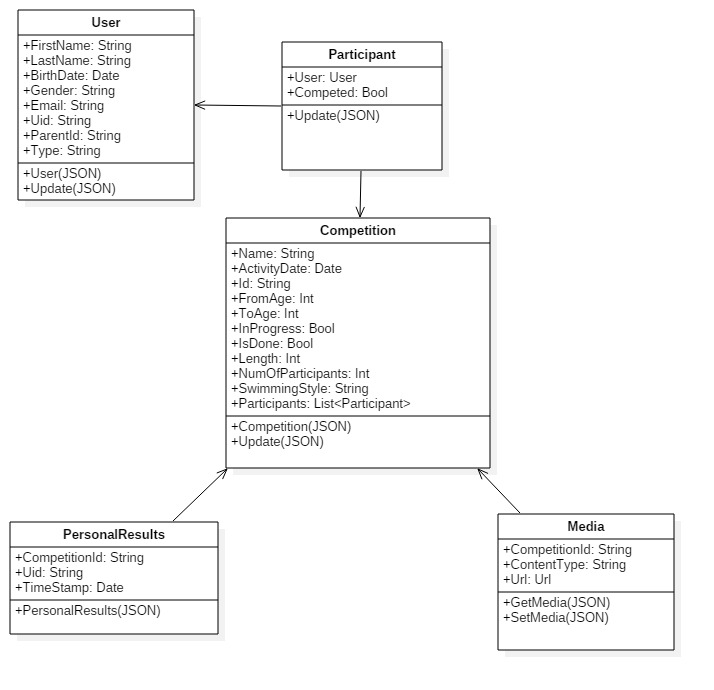 User
+FirstName: String
+LastName: String
+BirthDate: Date
+Gender: String
+Email: String
+Uid: String
+ParentId: String
+Type: String
+User(JSON)
+Update(JSON)
Participant
+User: User
+Competed: Bool
+Update(JSON)
Competition
+Name: String
+ActivityDate: Date
+Id: String
+FromAge: Int
+ToAge: Int
+InProgress: Bool
+IsDone: Bool
+Length: Int
+NumOfParticipants: Int
+SwimmingStyle: String
+Participants: List<Participant>
+Competition(JSON)
+Update(JSON)
PersonalResults
+CompetitionId: String
+Uid: String
+TimeStamp: Date
+PersonalResults(JSON)
Media
+CompetitionId: String
+ContentType: String
+Url: Url
+GetMedia(JSON)
+SetMedia(JSON)